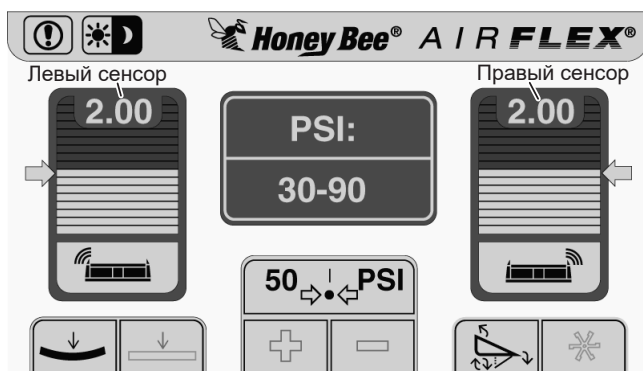 Honey Bee® AIRFLEX®
Левый сенсор
Правый сенсор
2.00
PSI:
2.00
30-90
50 PSI